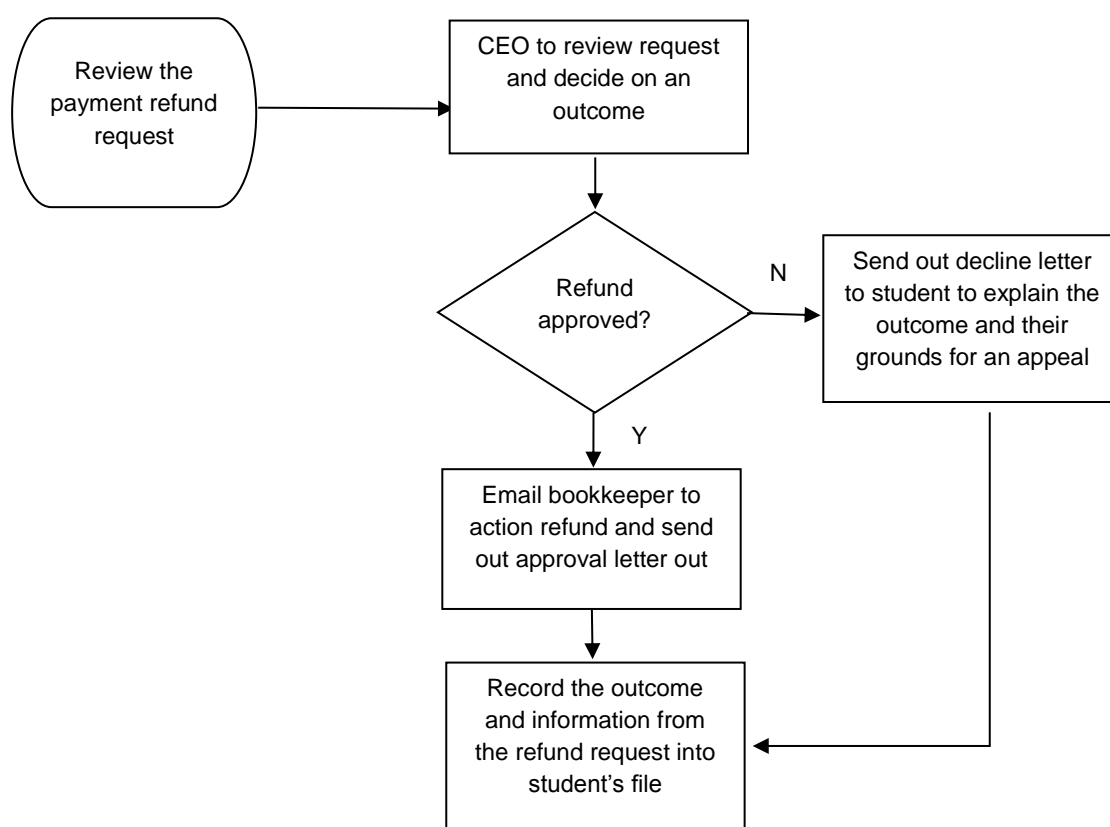 Review the
payment refund
request
CEO to review request
and decide on an
outcome
Refund
approved?
N
Send out decline letter
to student to explain the
outcome and their
grounds for an appeal
Y
Email bookkeeper to
action refund and send
out approval letter out
Record the outcome
and information from
the refund request into
student’s file